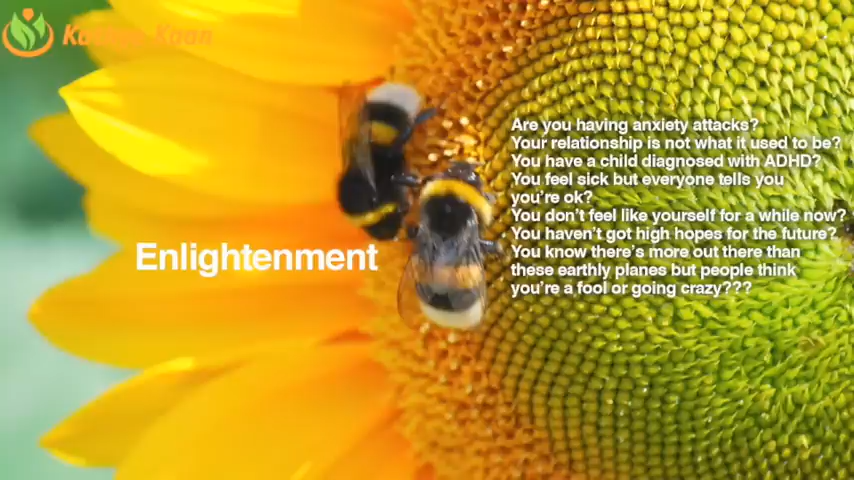 Enlightenment
Are you having anxiety attacks?
Your relationship is not what it used to be?
You have a child diagnosed with ADHD?
You feel sick but everyone tells you
you're ok?
You don't feel like yourself for a while now?
You haven't got high hopes for the future?
You know there's more out there than
these earthly planes but people think
you're a fool or going crazy???